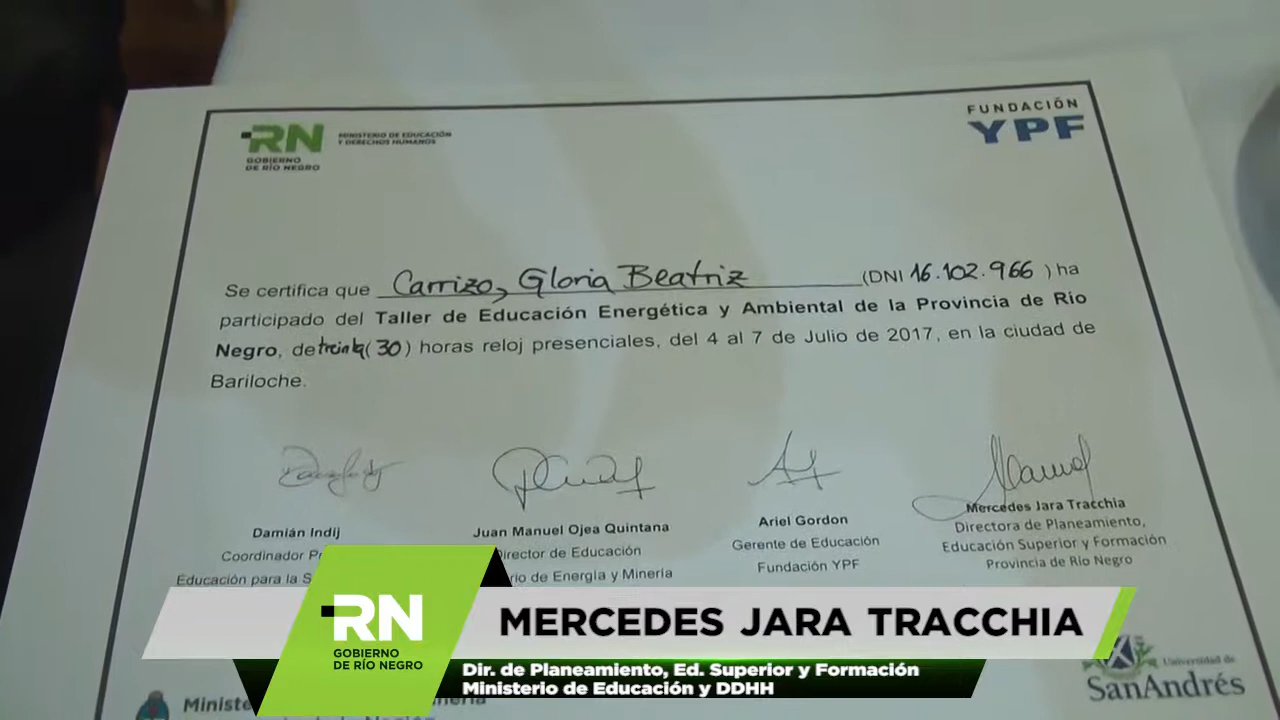 RN
GOBIERNO
DE RÍO NEGRO
MINISTERIO DE EDUCACIÓN
Y DERECHOS HUMANOS
FUNDACIÓN
YPF
Se certifica que Carrizo, Gloria Beatriz (DNI 16.102.966) ha
participado del Taller de Educación Energética y Ambiental de la Provincia de Río
Negro, de treinta (30) horas reloj presenciales, del 4 al 7 de Julio de 2017, en la ciudad de
Bariloche.
Damián Indij
Coordinador
Educación para la
Juan Manuel Ojea Quintana
Director de Educación
de Energía y Minería
Ariel Gordon
Gerente de Educación
Fundación YPF
Mercedes Jara Tracchia
Directora de Planeamiento,
Educación Superior y Formación
Provincia de Río Negro
RN
GOBIERNO
DE RÍO NEGRO
MERCEDES JARA TRACCHIA
Dir. de Planeamiento, Ed. Superior y Formación
Ministerio de Educación y DDHH
Universidad de
SanAndrés